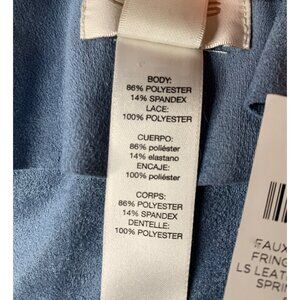 BODY:
86% POLYESTER
14% SPANDEX
LACE:
100% POLYESTER
CUERPO:
86% poliéster
14% elastano
ENCAJE:
100% poliéster
CORPS:
86% POLYESTER
14% SPANDEX
DENTELLE:
100% POLYESTER
FAUX
FRING
LS LEAT
SPRIN